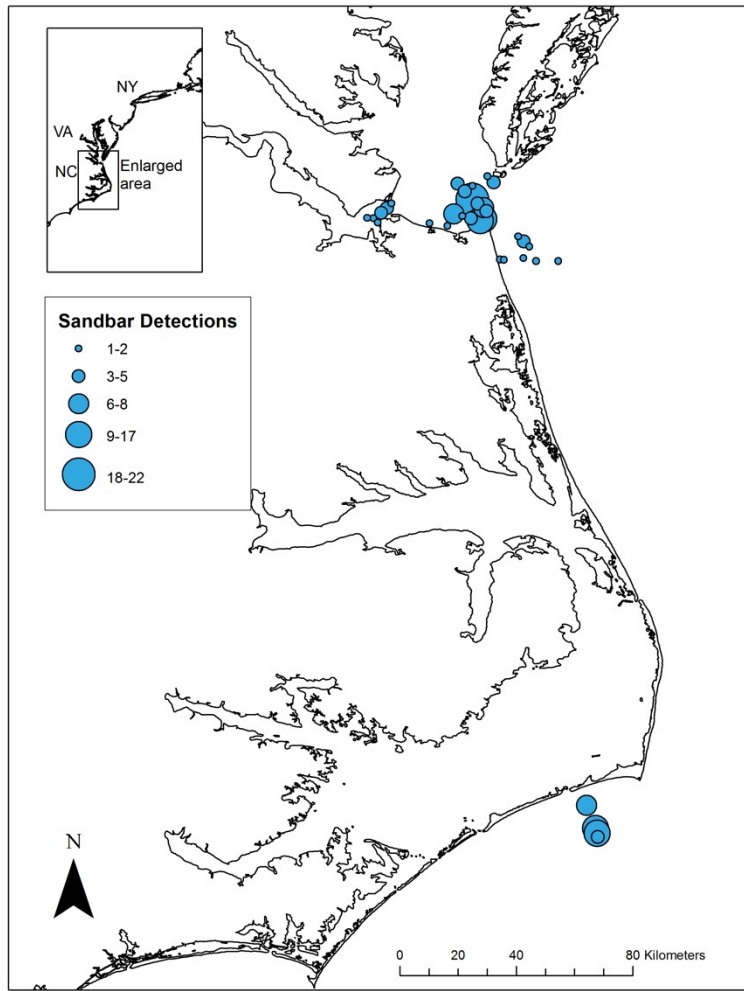 NY
VA
NC
Enlarged
area
Sandbar Detections
1-2
3-5
6-8
9-17
18-22
N
0 20 40 80 Kilometers